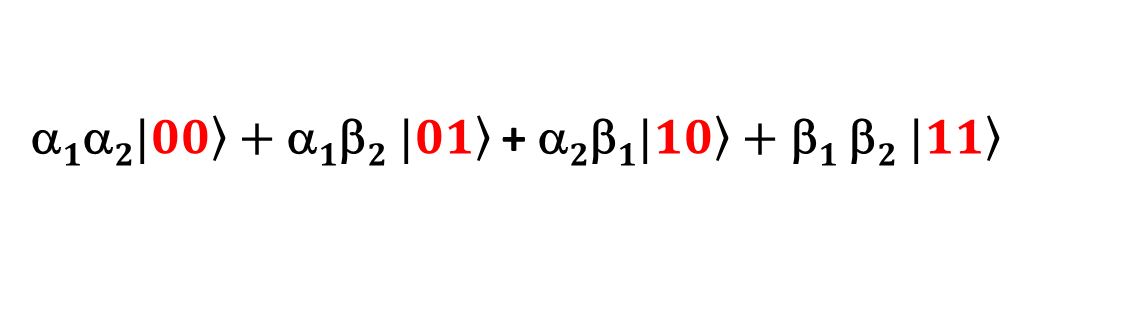 α₁α₂|00⟩ + α₁β₂ |01⟩ + α₂β₁|10⟩ + β₁ β₂ |11⟩